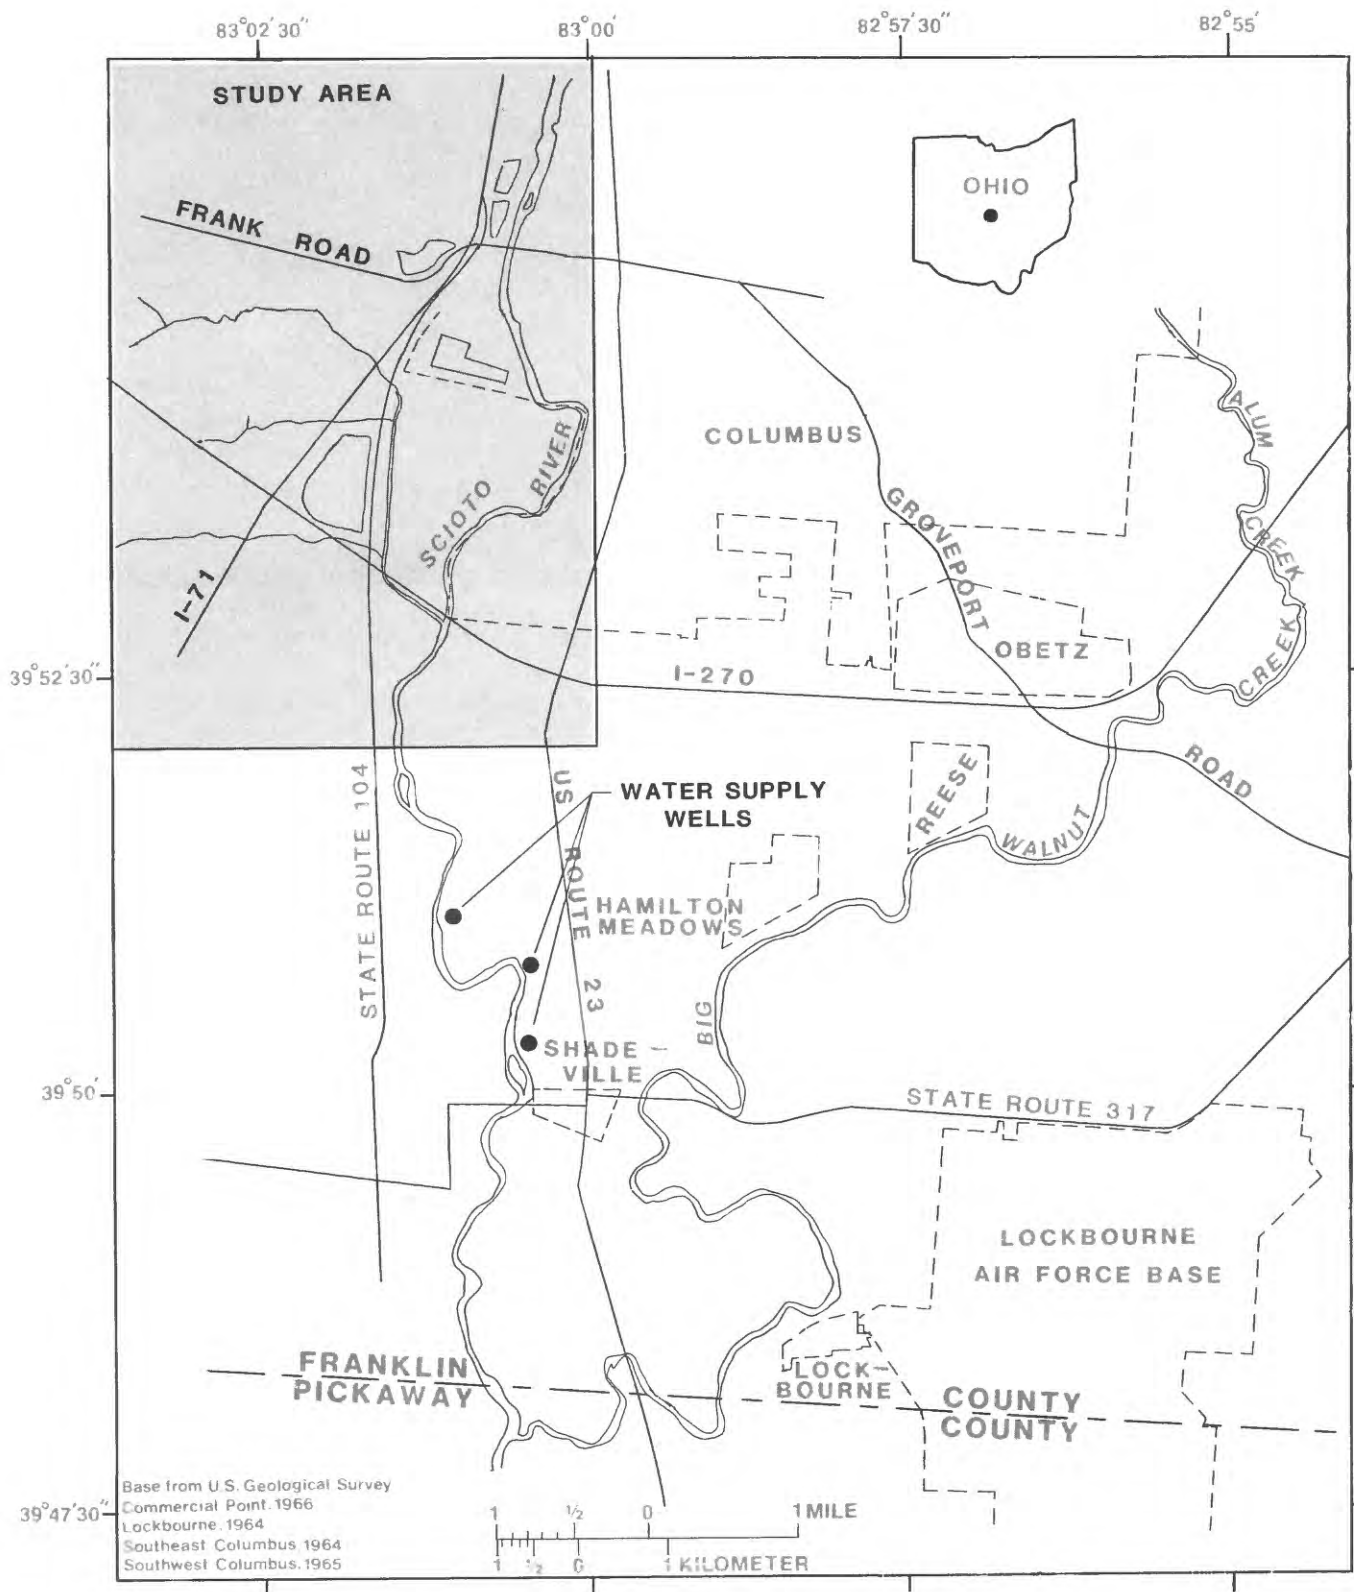 83°02'30"
83°00'
82°57'30"
82°55'
STUDY AREA
OHIO
FRANK ROAD
COLUMBUS
ALUM
CREEK
SCIOTO RIVER
GROVEPORT
ROAD
I-71
OBETZ
CREEK
39°52'30"
I-270
STATE ROUTE 104
US ROUTE 23
WATER SUPPLY
WELLS
REESE
WALNUT
HAMILTON
MEADOWS
BIG
SHADE-
VILLE
39°50'
STATE ROUTE 317
LOCKBOURNE
AIR FORCE BASE
FRANKLIN
PICKAWAY
LOCK-
BOURNE
COUNTY
COUNTY
39°47'30"
Base from U.S. Geological Survey
Commercial Point. 1966
Lockbourne. 1964
Southeast Columbus 1964
Southwest Columbus. 1965
1 1/2 0 1 MILE
1 1/2 0 1 KILOMETER